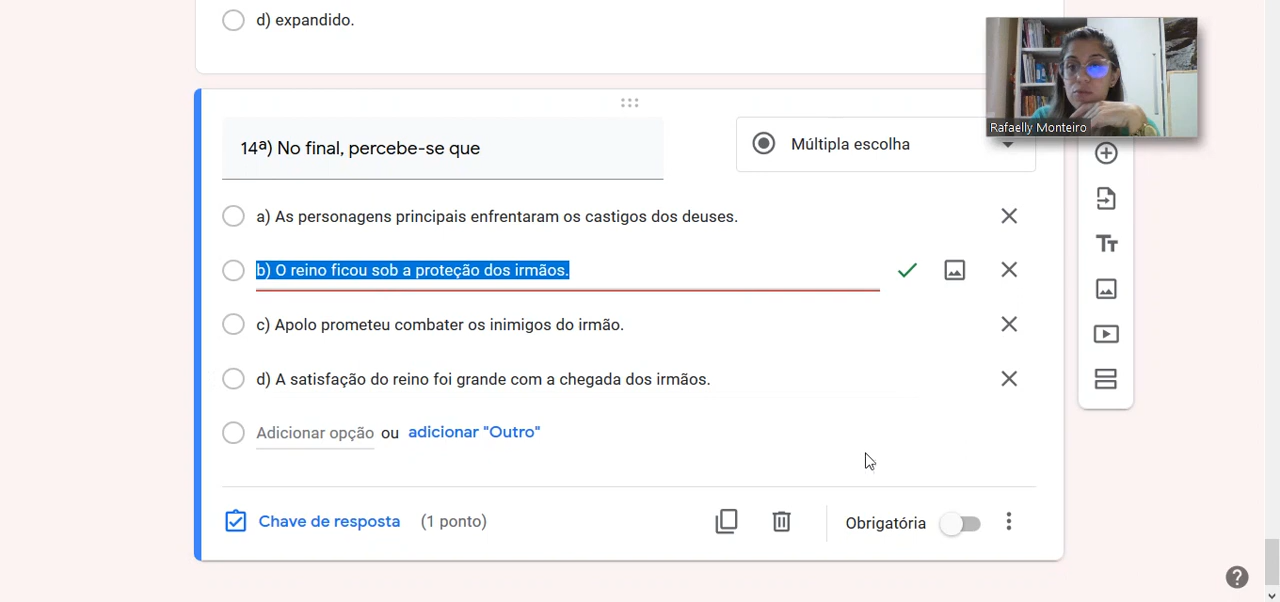 d) expandido.
Rafaelly Monteiro
14ª) No final, percebe-se que
Múltipla escolha
a) As personagens principais enfrentaram os castigos dos deuses.
b) O reino ficou sob a proteção dos irmãos.
c) Apolo prometeu combater os inimigos do irmão.
d) A satisfação do reino foi grande com a chegada dos irmãos.
Adicionar opção ou adicionar "Outro"
Chave de resposta (1 ponto)
Obrigatória